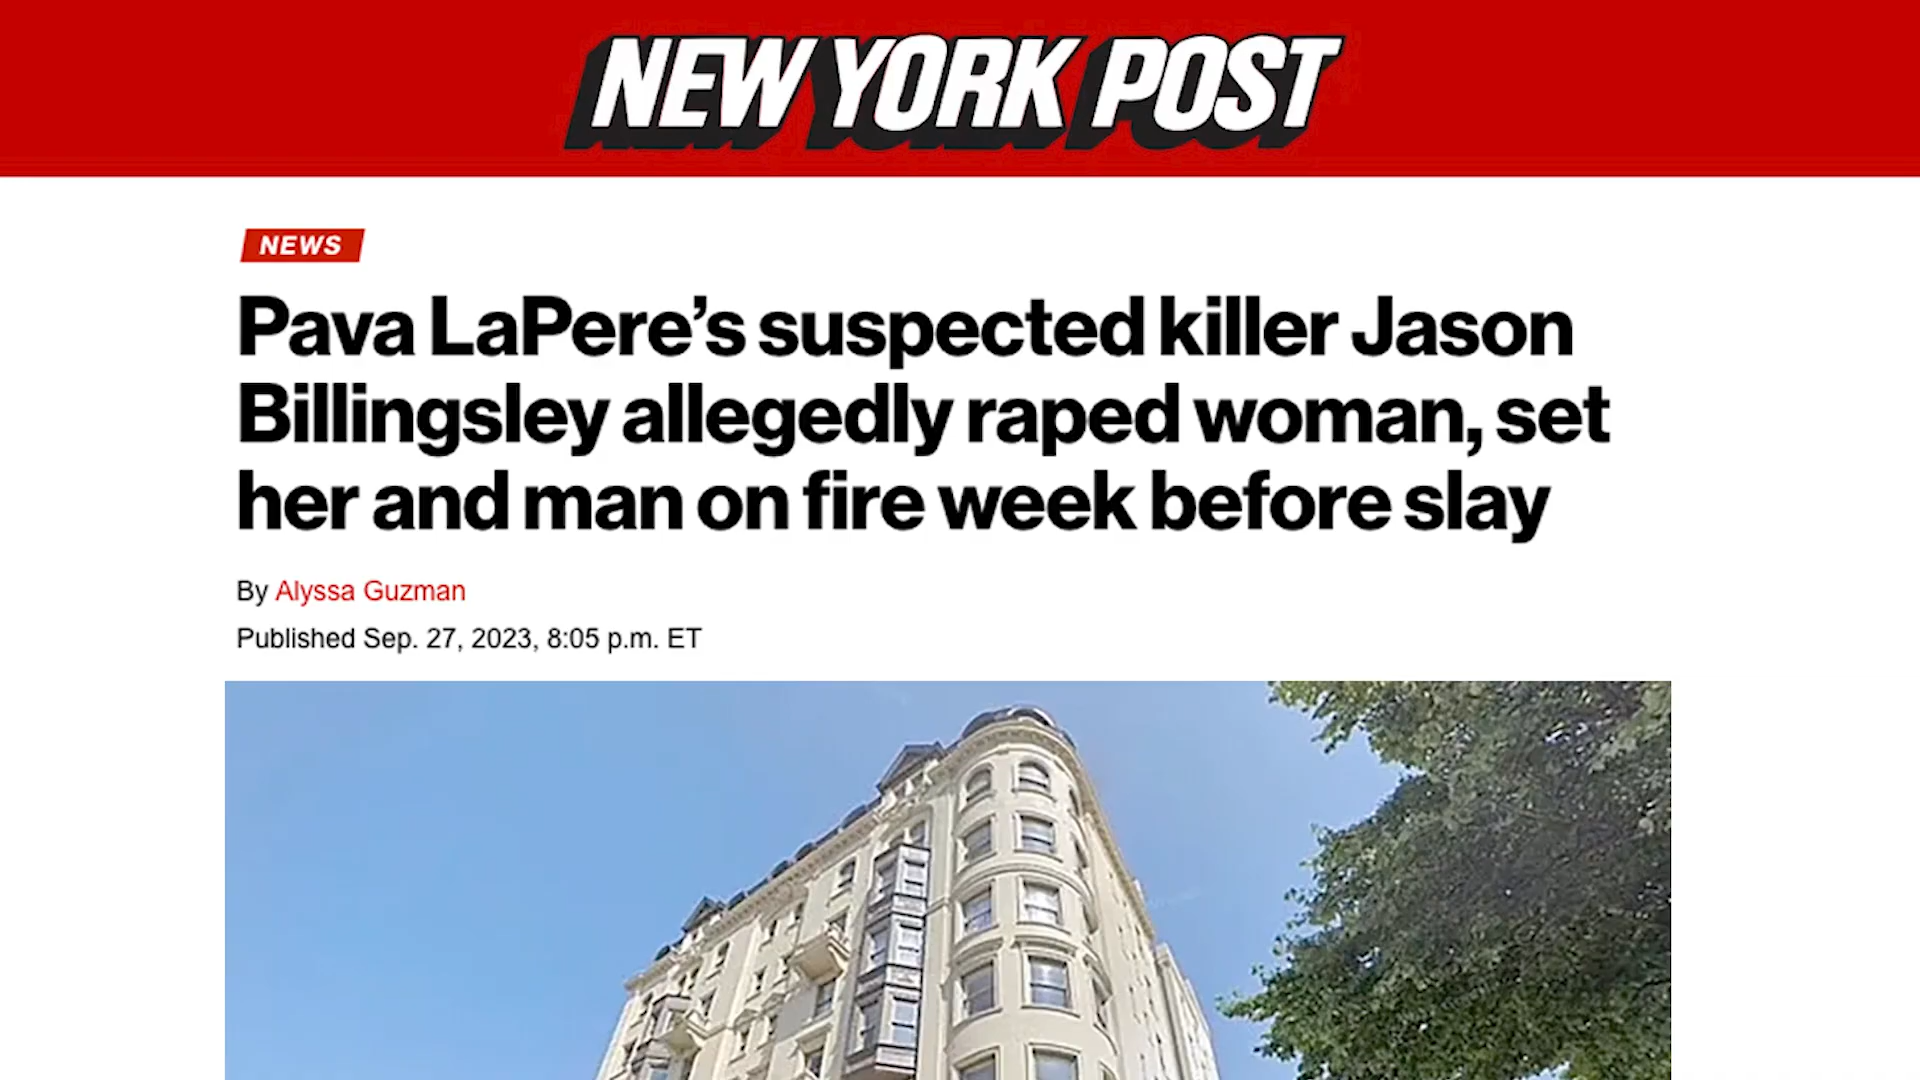 NEW YORK POST
NEWS
Pava LaPere’s suspected killer Jason
Billingsley allegedly raped woman, set
her and man on fire week before slay
By Alyssa Guzman
Published Sep. 27, 2023, 8:05 p.m. ET